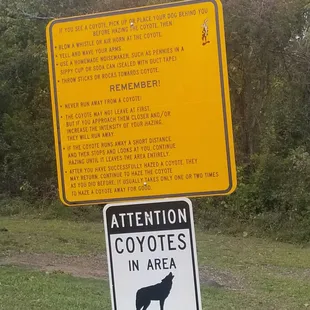 IF YOU SEE A COYOTE, PICK UP OR PLACE YOUR DOG BEHIND YOU
BEFORE HAZING THE COYOTE. THEN,
• BLOW A WHISTLE OR AIR HORN AT THE COYOTE.
• YELL AND WAVE YOUR ARMS.
• USE A HOMEMADE NOISEMAKER, SUCH AS PENNIES IN A
SIPPY CUP OR SODA CAN (SEALED WITH DUCT TAPE)
• THROW STICKS OR ROCKS TOWARDS COYOTE.
REMEMBER!
• NEVER RUN AWAY FROM A COYOTE!
• THE COYOTE MAY NOT LEAVE AT FIRST,
BUT IF YOU APPROACH THEM CLOSER AND/OR
INCREASE THE INTENSITY OF YOUR HAZING,
THEY WILL RUN AWAY.
• IF THE COYOTE RUNS AWAY A SHORT DISTANCE
AND THEN STOPS AND LOOKS AT YOU, CONTINUE
HAZING UNTIL IT LEAVES THE AREA ENTIRELY.
• AFTER YOU HAVE SUCCESSFULLY HAZED A COYOTE, THEY
MAY RETURN. CONTINUE TO HAZE THE COYOTE
AS YOU DID BEFORE, IT USUALLY TAKES ONLY ONE OR TWO TIMES
TO HAZE A COYOTE AWAY FOR GOOD.
ATTENTION
COYOTES
IN AREA